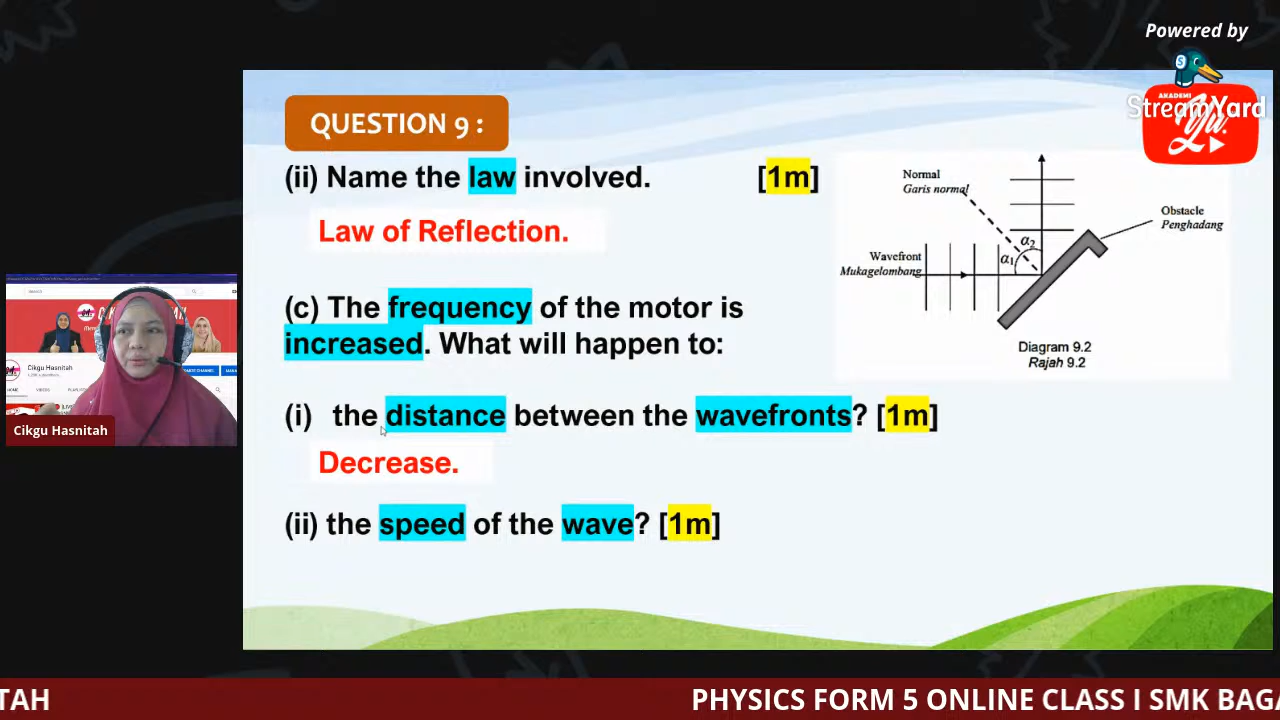 Powered by
StreamYard
AKADEMI
QUESTION 9 :
(ii) Name the law involved. [1m]
Law of Reflection.
Normal
Garis normal
α2
α1
Obstacle
Penghadang
Wavefront
Mukagelombang
Diagram 9.2
Rajah 9.2
(c) The frequency of the motor is
increased. What will happen to:
(i) the distance between the wavefronts? [1m]
Decrease.
(ii) the speed of the wave? [1m]
Cikgu Hasnitah
Cikgu Hasnitah
TAH
PHYSICS FORM 5 ONLINE CLASS I SMK BAGA